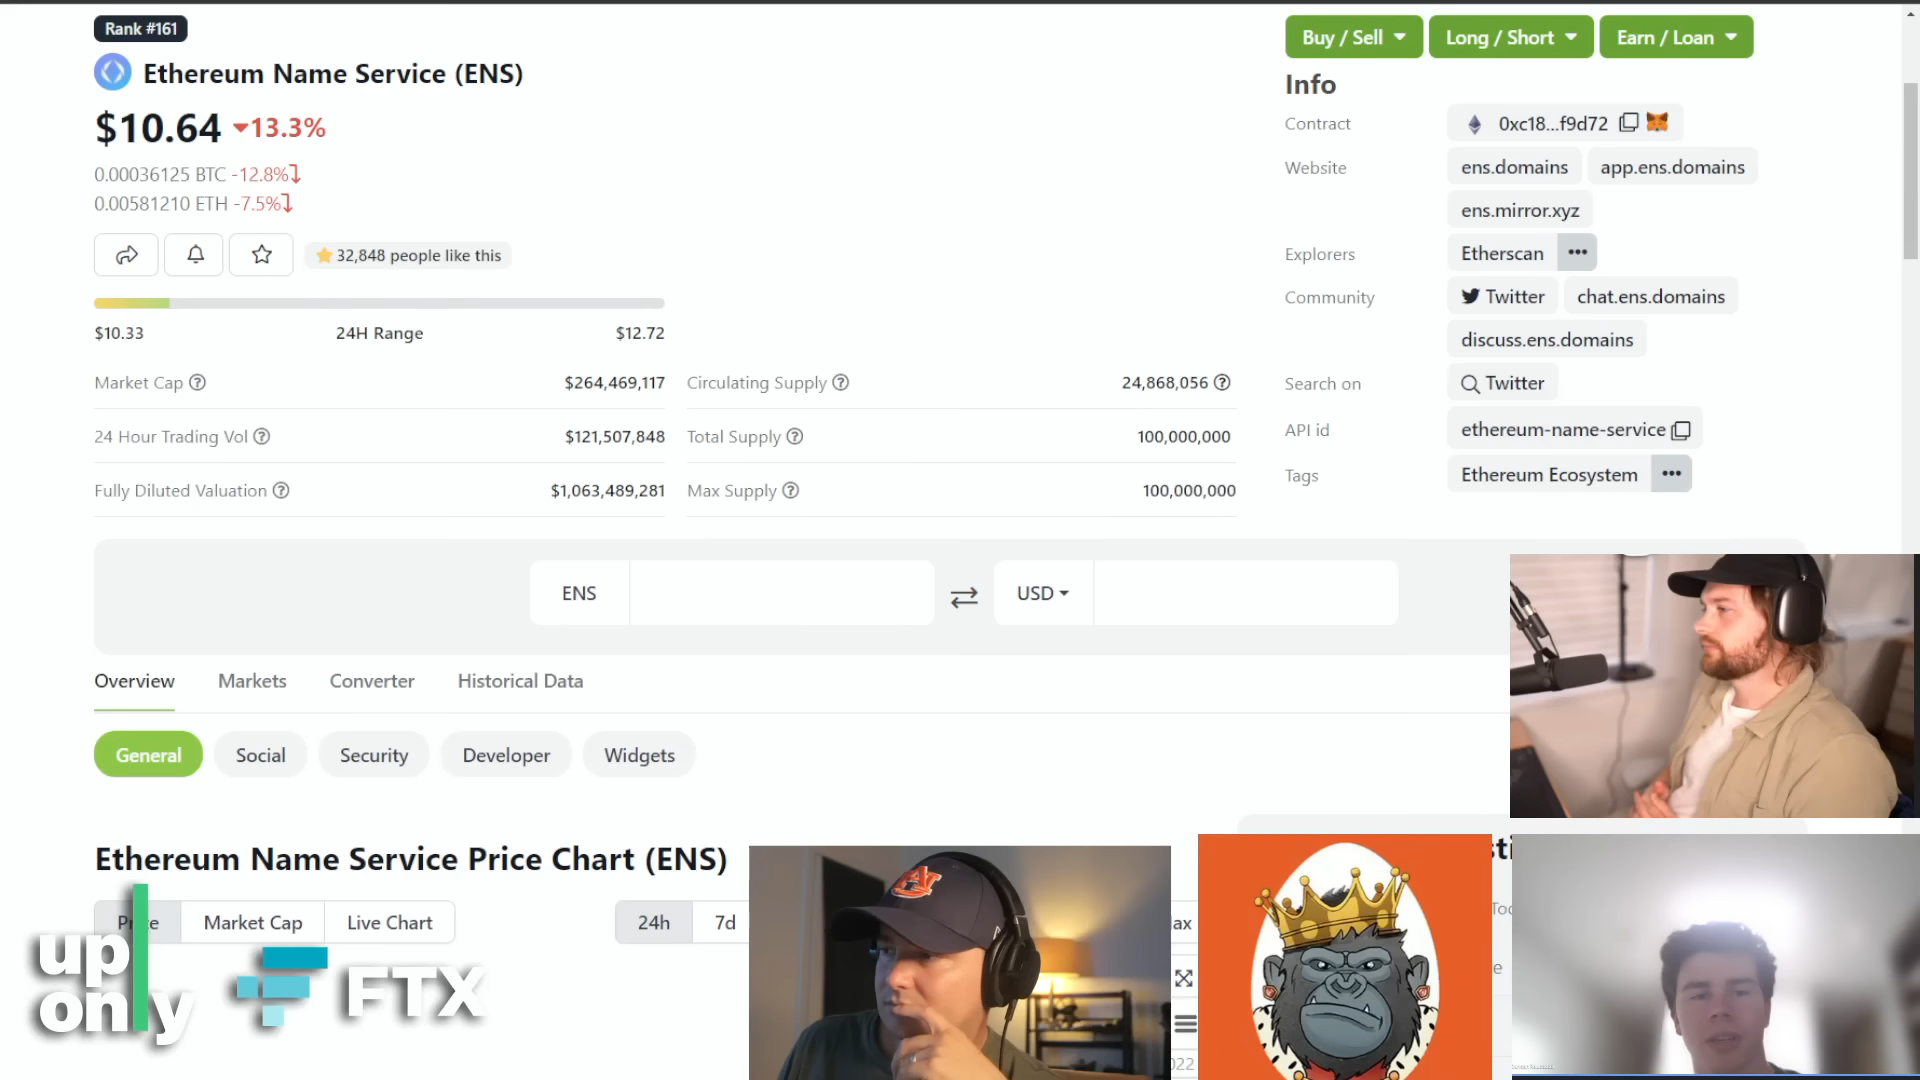 Rank #161
Ethereum Name Service (ENS)
$10.64 13.3%
0.00036125 BTC -12.8%
0.00581210 ETH -7.5%
32,848 people like this
$10.33 24H Range $12.72
Market Cap $264,469,117 Circulating Supply 24,868,056
24 Hour Trading Vol $121,507,848 Total Supply 100,000,000
Fully Diluted Valuation $1,063,489,281 Max Supply 100,000,000
Buy / Sell Long / Short Earn / Loan
Info
Contract 0xc18...f9d72
Website ens.domains app.ens.domains
ens.mirror.xyz
Explorers Etherscan
Community Twitter chat.ens.domains
discuss.ens.domains
Search on Twitter
API id ethereum-name-service
Tags Ethereum Ecosystem
ENS USD
Overview Markets Converter Historical Data
General Social Security Developer Widgets
Ethereum Name Service Price Chart (ENS)
Price Market Cap Live Chart 24h 7d
up only FTX